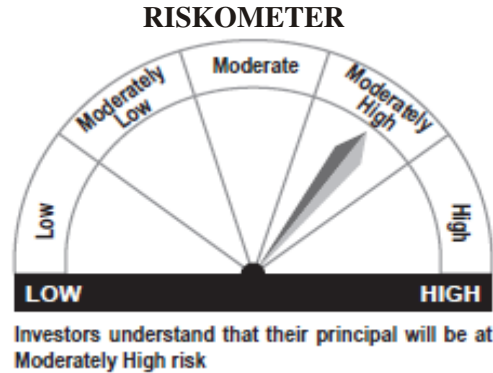 RISKOMETER
Moderate
Moderately
Low
Moderately
High
Low
High
LOW
HIGH
Investors understand that their principal will be at
Moderately High risk